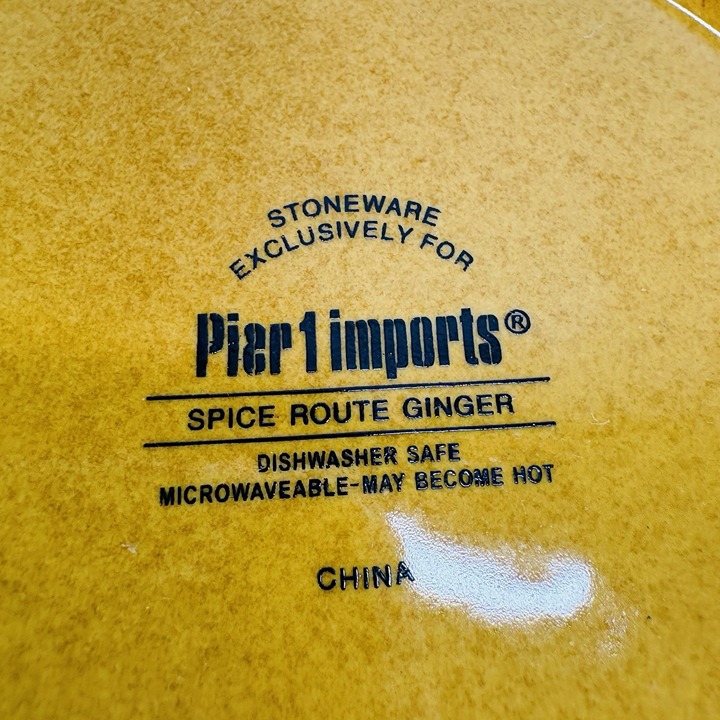 STONEWARE
EXCLUSIVELY FOR
Pier 1 imports®
SPICE ROUTE GINGER
DISHWASHER SAFE
MICROWAVEABLE-MAY BECOME HOT
CHINA